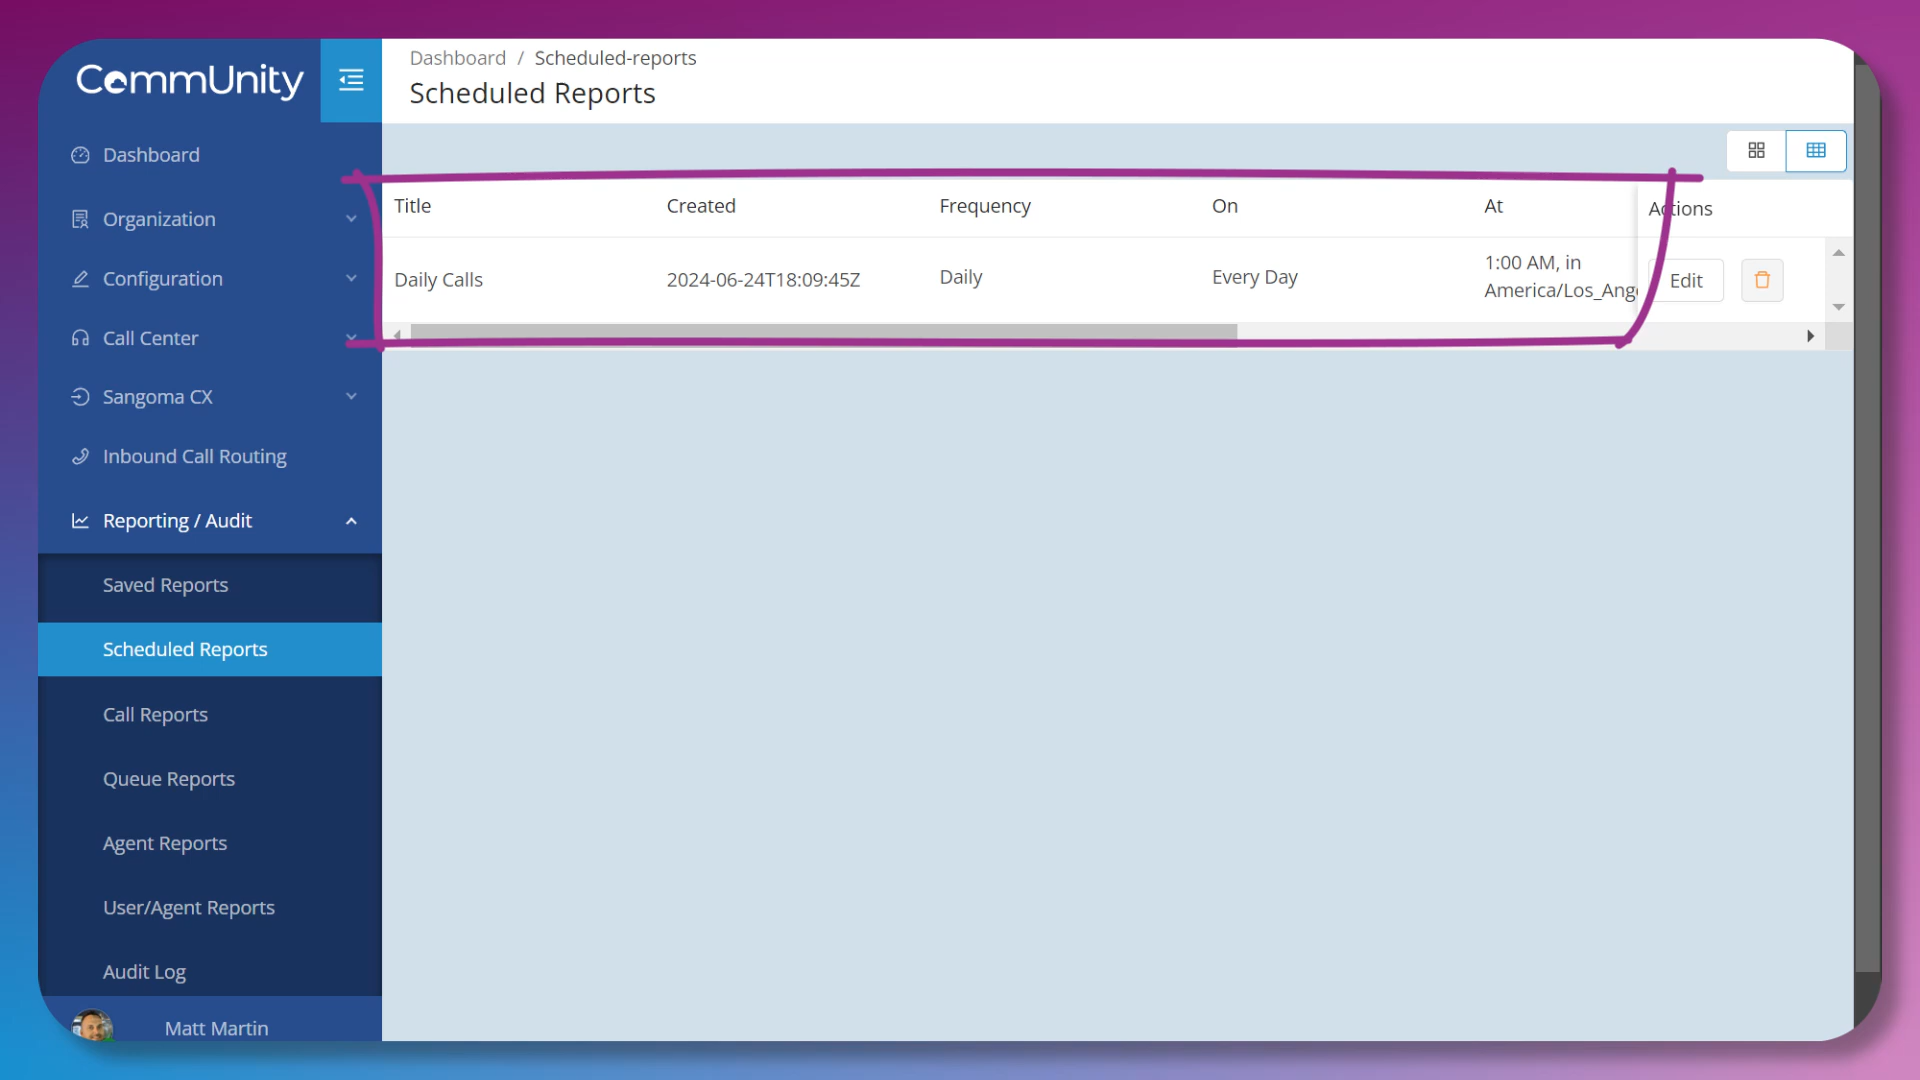 CommUnity
Dashboard / Scheduled-reports
Scheduled Reports
Dashboard
Organization
Configuration
Call Center
Sangoma CX
Inbound Call Routing
Reporting / Audit
Saved Reports
Scheduled Reports
Call Reports
Queue Reports
Agent Reports
User/Agent Reports
Audit Log
Matt Martin
Title Created Frequency On At Actions
Daily Calls 2024-06-24T18:09:45Z Daily Every Day 1:00 AM, in
America/Los_Ang
Edit